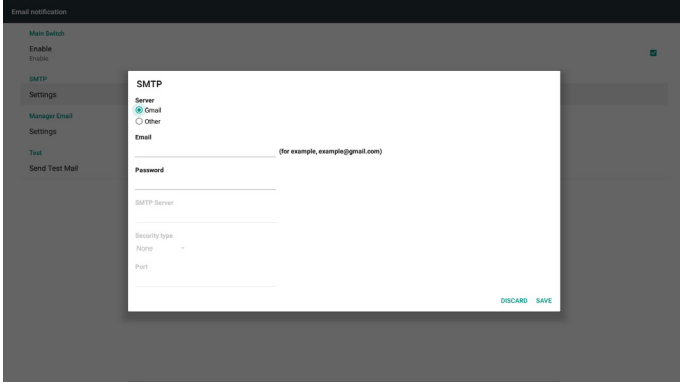 Email notification
Main Switch
Enable
Enable
SMTP
Settings
Manager Email
Settings
Test
Send Test Mail
SMTP
Server
Gmail
Other
Email
(for example, example@gmail.com)
Password
SMTP Server
Security type
None
Port
DISCARD SAVE